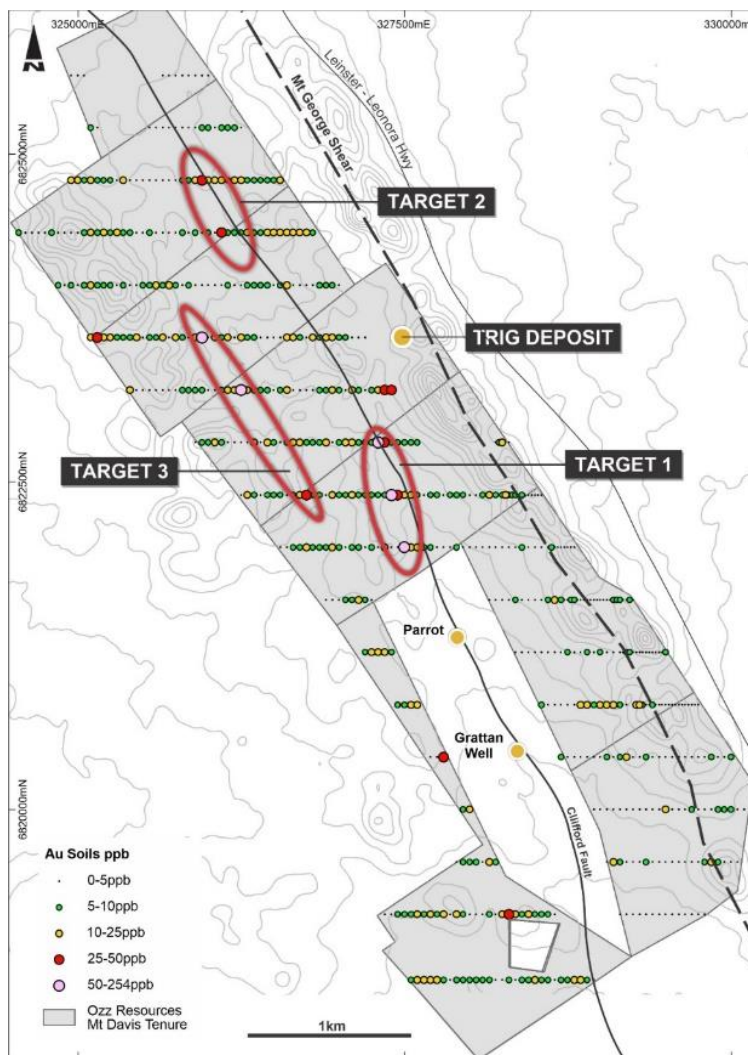 325000mE
327500mE
330000mE
N
Leinster - Leonora Hwy
Mt George Shear
6825000mN
TARGET 2
TRIG DEPOSIT
TARGET 3
TARGET 1
6822500mN
Parrot
Grattan
Well
Cliifford Fault
6820000mN
Au Soils ppb
0-5ppb
5-10ppb
10-25ppb
25-50ppb
50-254ppb
Ozz Resources
Mt Davis Tenure
1km